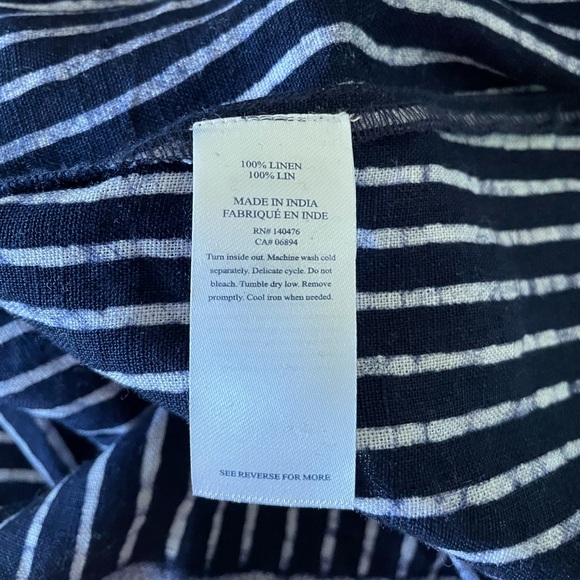 100% LINEN
100% LIN
MADE IN INDIA
FABRIQUÉ EN INDE
RN# 140476
CA# 06894
Turn inside out. Machine wash cold
separately. Delicate cycle. Do not
bleach. Tumble dry low. Remove
promptly. Cool iron when needed.
SEE REVERSE FOR MORE